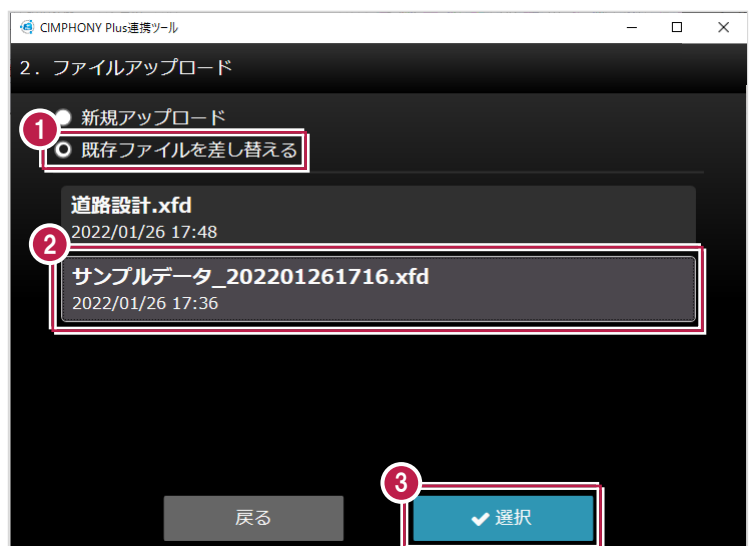 CIMPHONY Plus連携ツール
2. ファイルアップロード
新規アップロード
1
既存ファイルを差し替える
道路設計.xfd
2022/01/26 17:48
2
サンプルデータ_202201261716.xfd
2022/01/26 17:36
3
戻る
選択